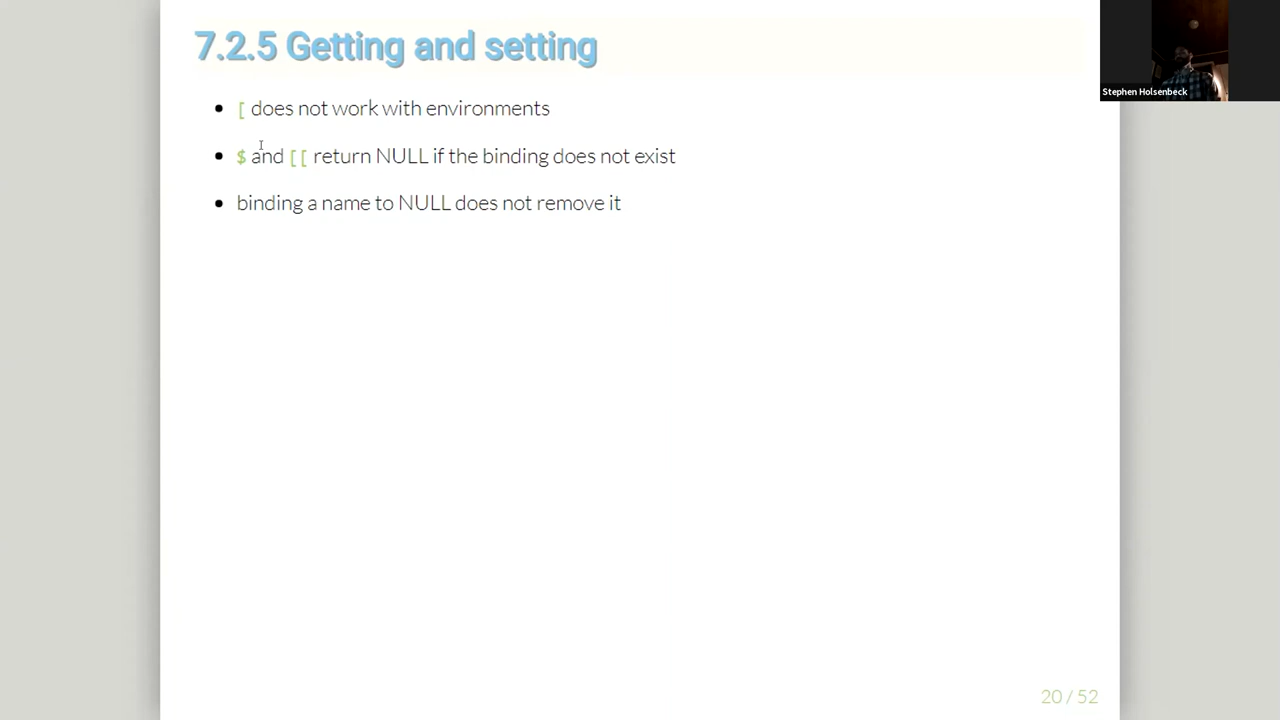 7.2.5 Getting and setting
Stephen Holsenbeck
• [ does not work with environments
• $ and [[ return NULL if the binding does not exist
• binding a name to NULL does not remove it
20 / 52